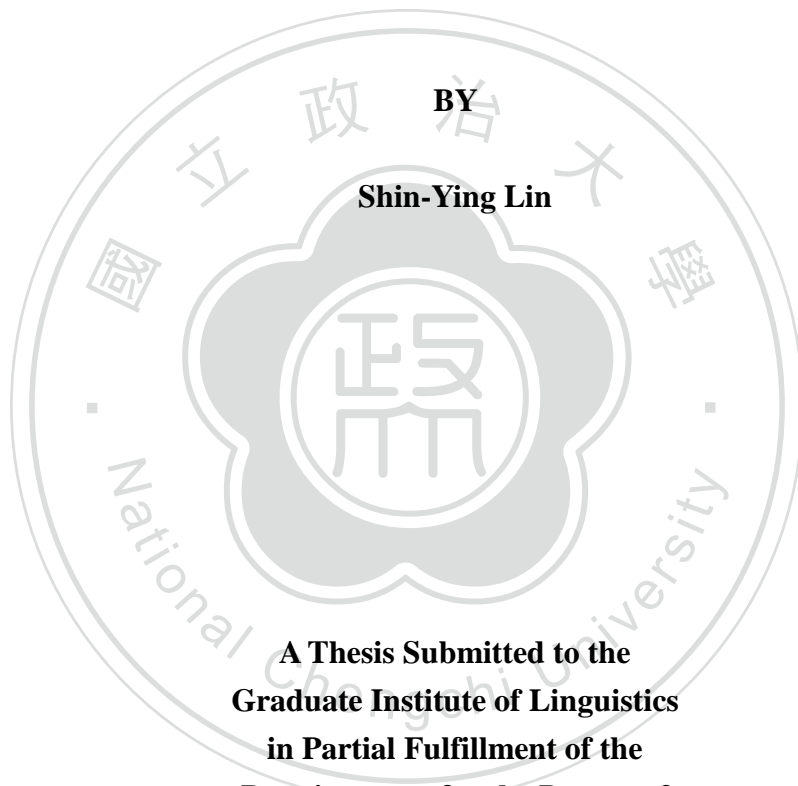 國立政治大學
BY
Shin-Ying Lin
政
National Chengchi University
A Thesis Submitted to the
Graduate Institute of Linguistics
in Partial Fulfillment of the